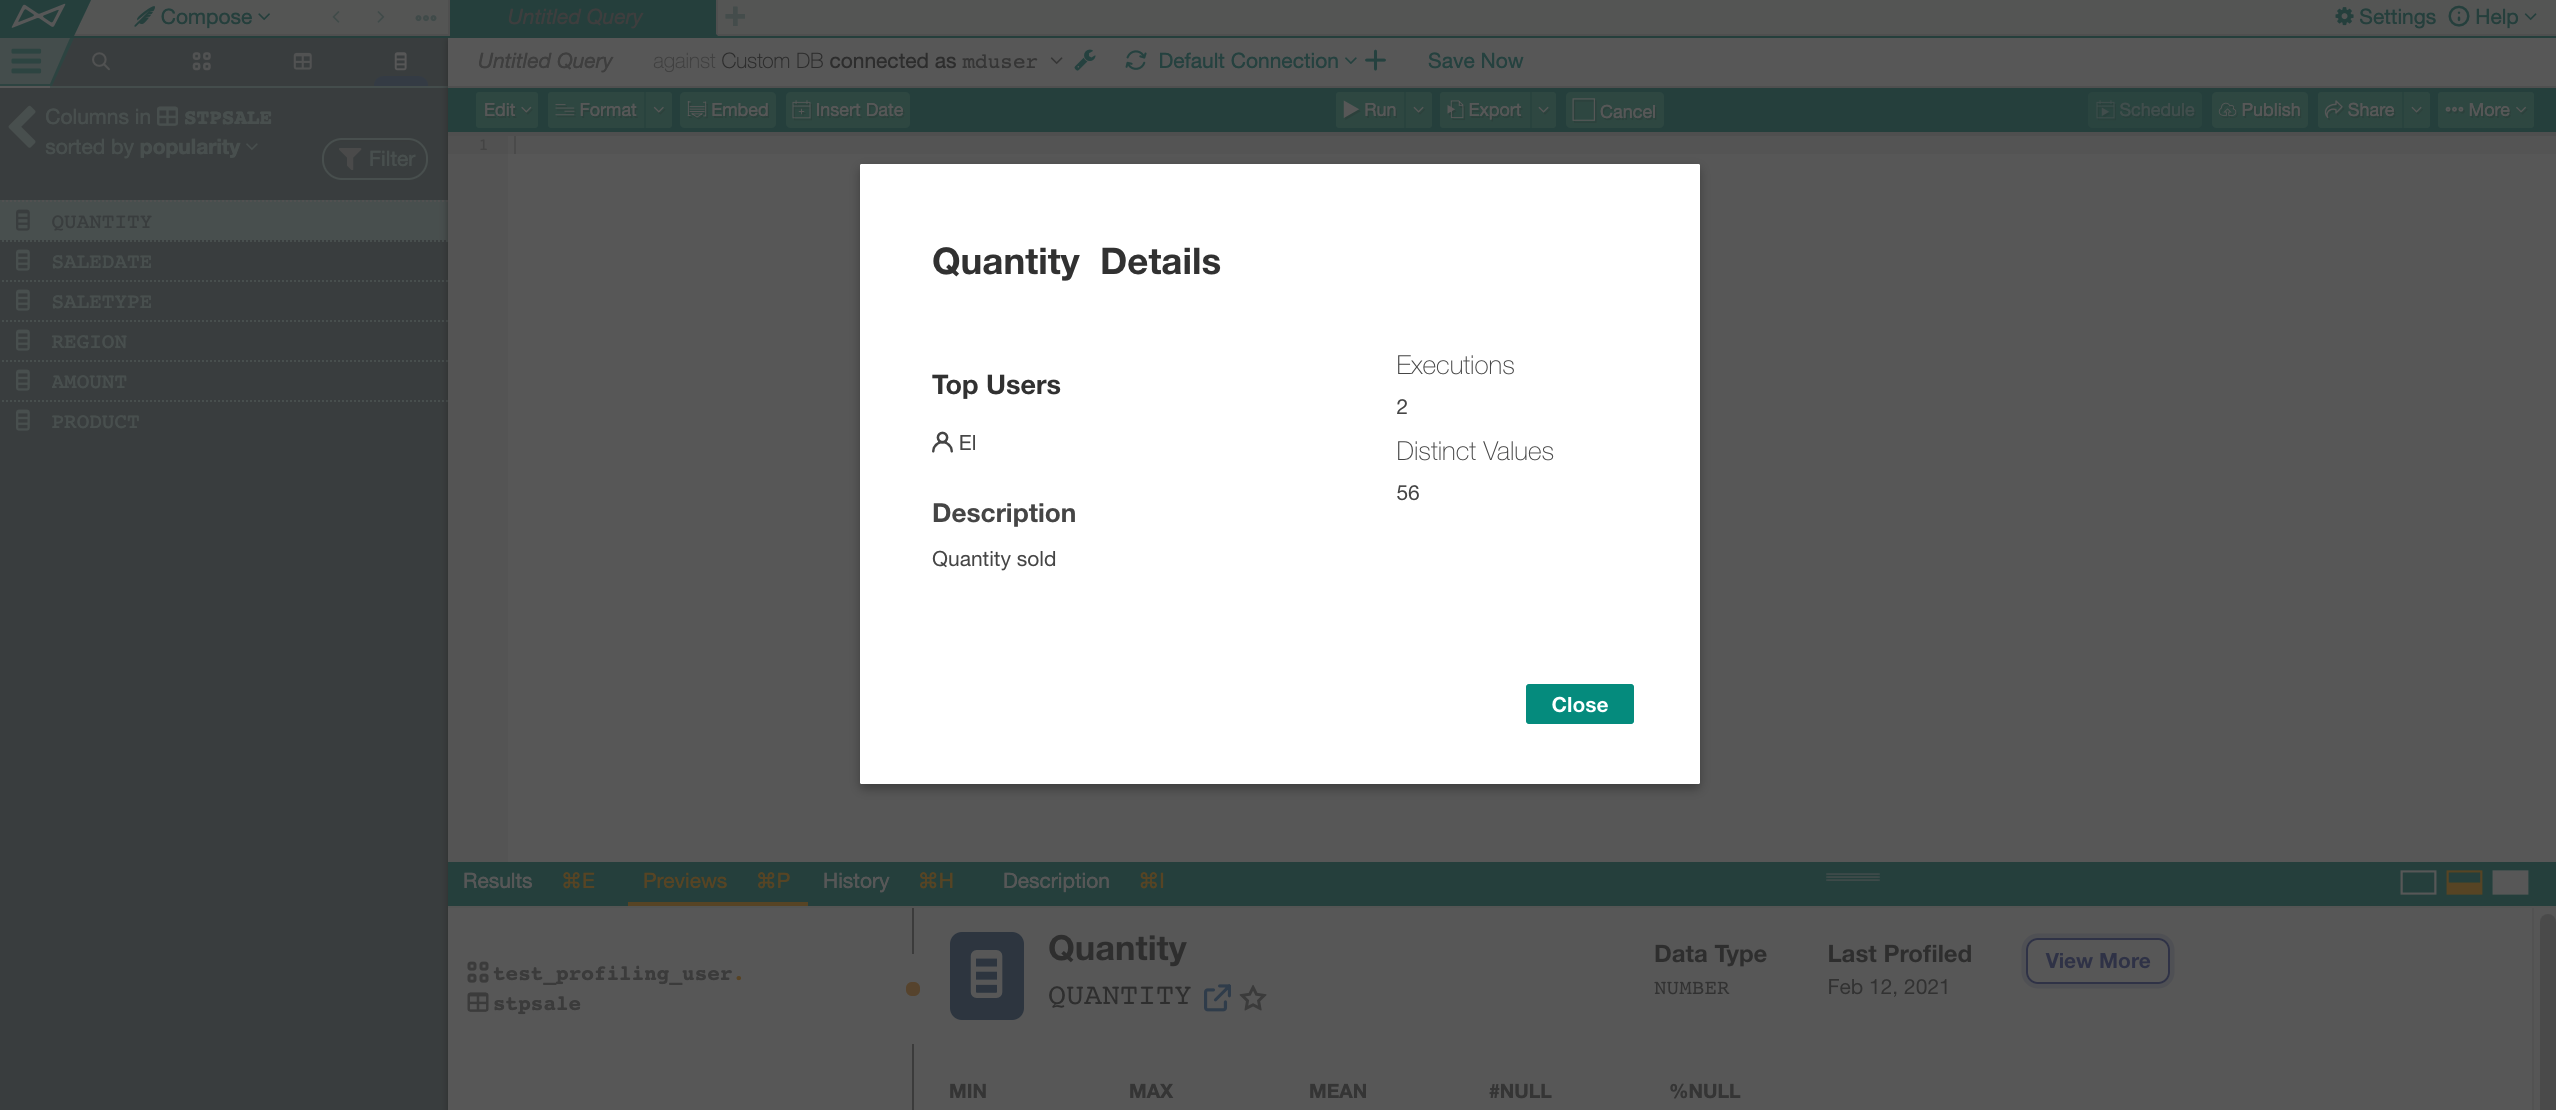 Compose
Untitled Query
Settings
Help
Untitled Query against Custom DB connected as mduser
Default Connection
Save Now
Columns in STPSALE
sorted by popularity
Filter
Edit
Format
Embed
Insert Date
Run
Export
Cancel
Schedule
Publish
Share
More
1
QUANTITY
SALEDATE
SALETYPE
REGION
AMOUNT
PRODUCT
Quantity Details
Top Users
El
Description
Quantity sold
Executions
2
Distinct Values
56
Close
Results ⌘E
Previews ⌘P
History ⌘H
Description ⌘I
test_profiling_user.
stpsale
Quantity
QUANTITY
Data Type
NUMBER
Last Profiled
Feb 12, 2021
View More
MIN MAX MEAN #NULL %NULL